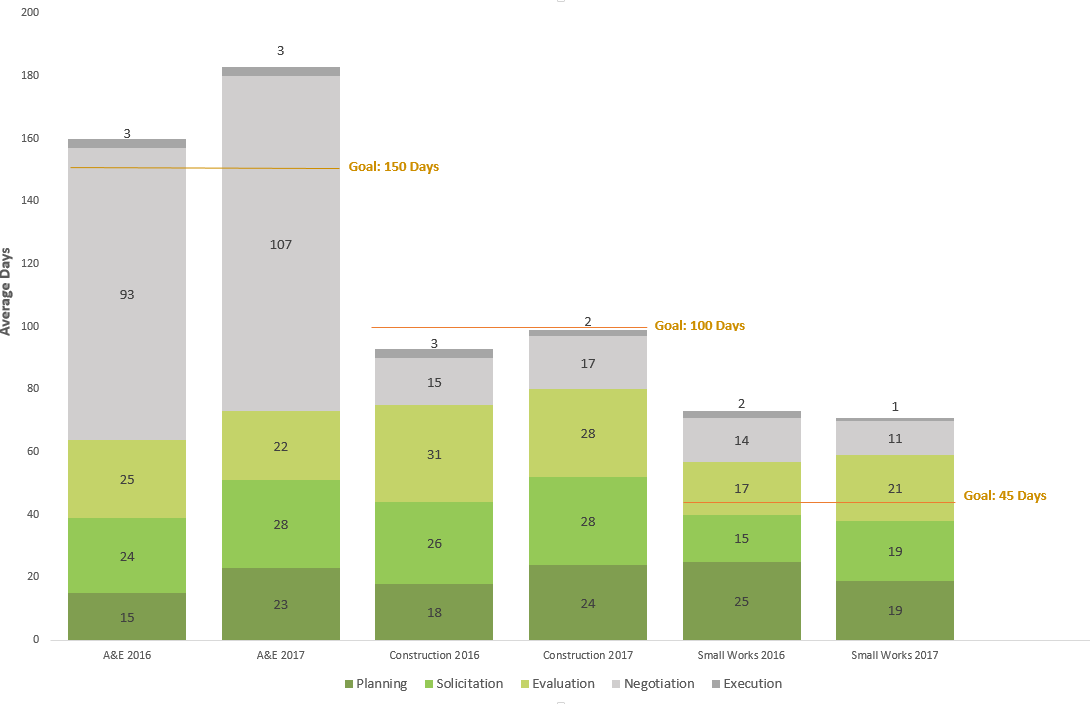 200
180
160
140
120
100
80
60
40
20
0
Average Days
3
3
Goal: 150 Days
107
93
2
Goal: 100 Days
3
15
17
2
1
14
11
25
22
31
28
17
21
Goal: 45 Days
24
28
26
28
15
19
15
23
18
24
25
19
A&E 2016
A&E 2017
Construction 2016
Construction 2017
Small Works 2016
Small Works 2017
Planning
Solicitation
Evaluation
Negotiation
Execution